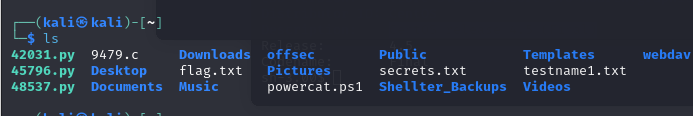 ┌──(kali㉿kali)-[~]
└─$ ls
42031.py 9479.c Downloads offsec Public Templates webdav
45796.py Desktop flag.txt Pictures secrets.txt testname1.txt
48537.py Documents Music powercat.ps1 Shellter_Backups Videos